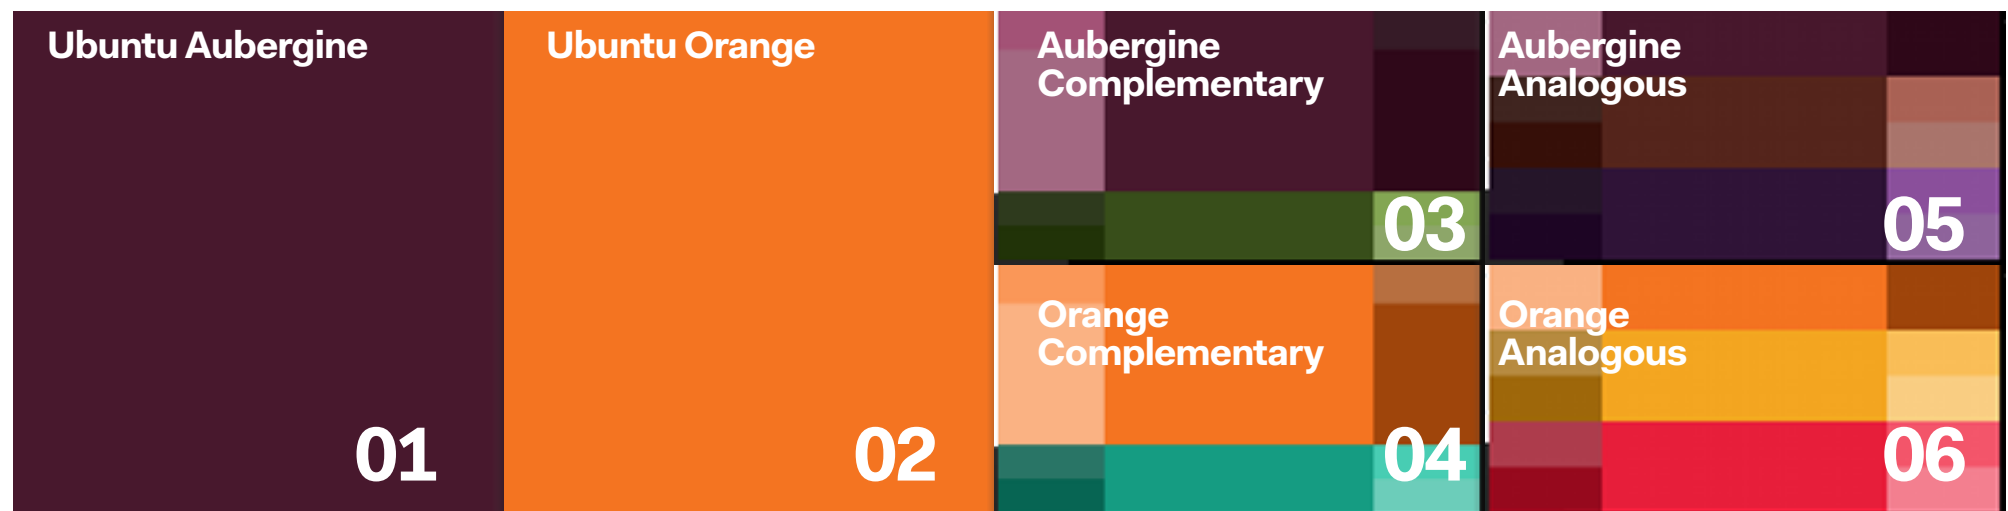 Ubuntu Aubergine
01
Ubuntu Orange
02
Aubergine
Complementary
03
Orange
Complementary
04
Aubergine
Analogous
05
Orange
Analogous
06